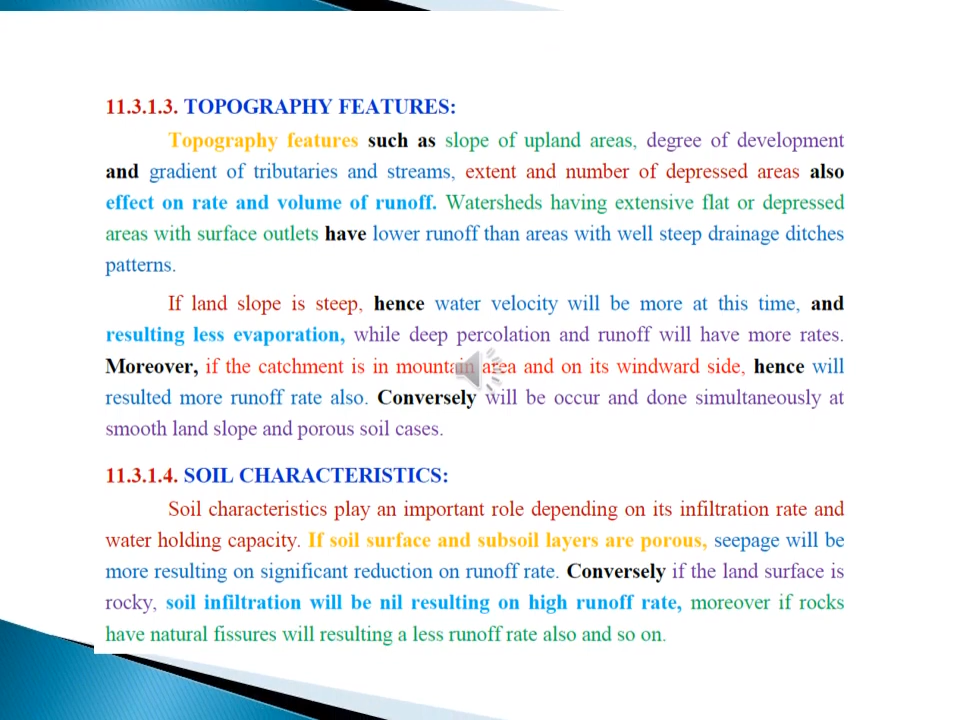 11.3.1.3. TOPOGRAPHY FEATURES:
Topography features such as slope of upland areas, degree of development
and gradient of tributaries and streams, extent and number of depressed areas also
effect on rate and volume of runoff. Watersheds having extensive flat or depressed
areas with surface outlets have lower runoff than areas with well steep drainage ditches
patterns.
If land slope is steep, hence water velocity will be more at this time, and
resulting less evaporation, while deep percolation and runoff will have more rates.
Moreover, if the catchment is in mountain area and on its windward side, hence will
resulted more runoff rate also. Conversely will be occur and done simultaneously at
smooth land slope and porous soil cases.
11.3.1.4. SOIL CHARACTERISTICS:
Soil characteristics play an important role depending on its infiltration rate and
water holding capacity. If soil surface and subsoil layers are porous, seepage will be
more resulting on significant reduction on runoff rate. Conversely if the land surface is
rocky, soil infiltration will be nil resulting on high runoff rate, moreover if rocks
have natural fissures will resulting a less runoff rate also and so on.